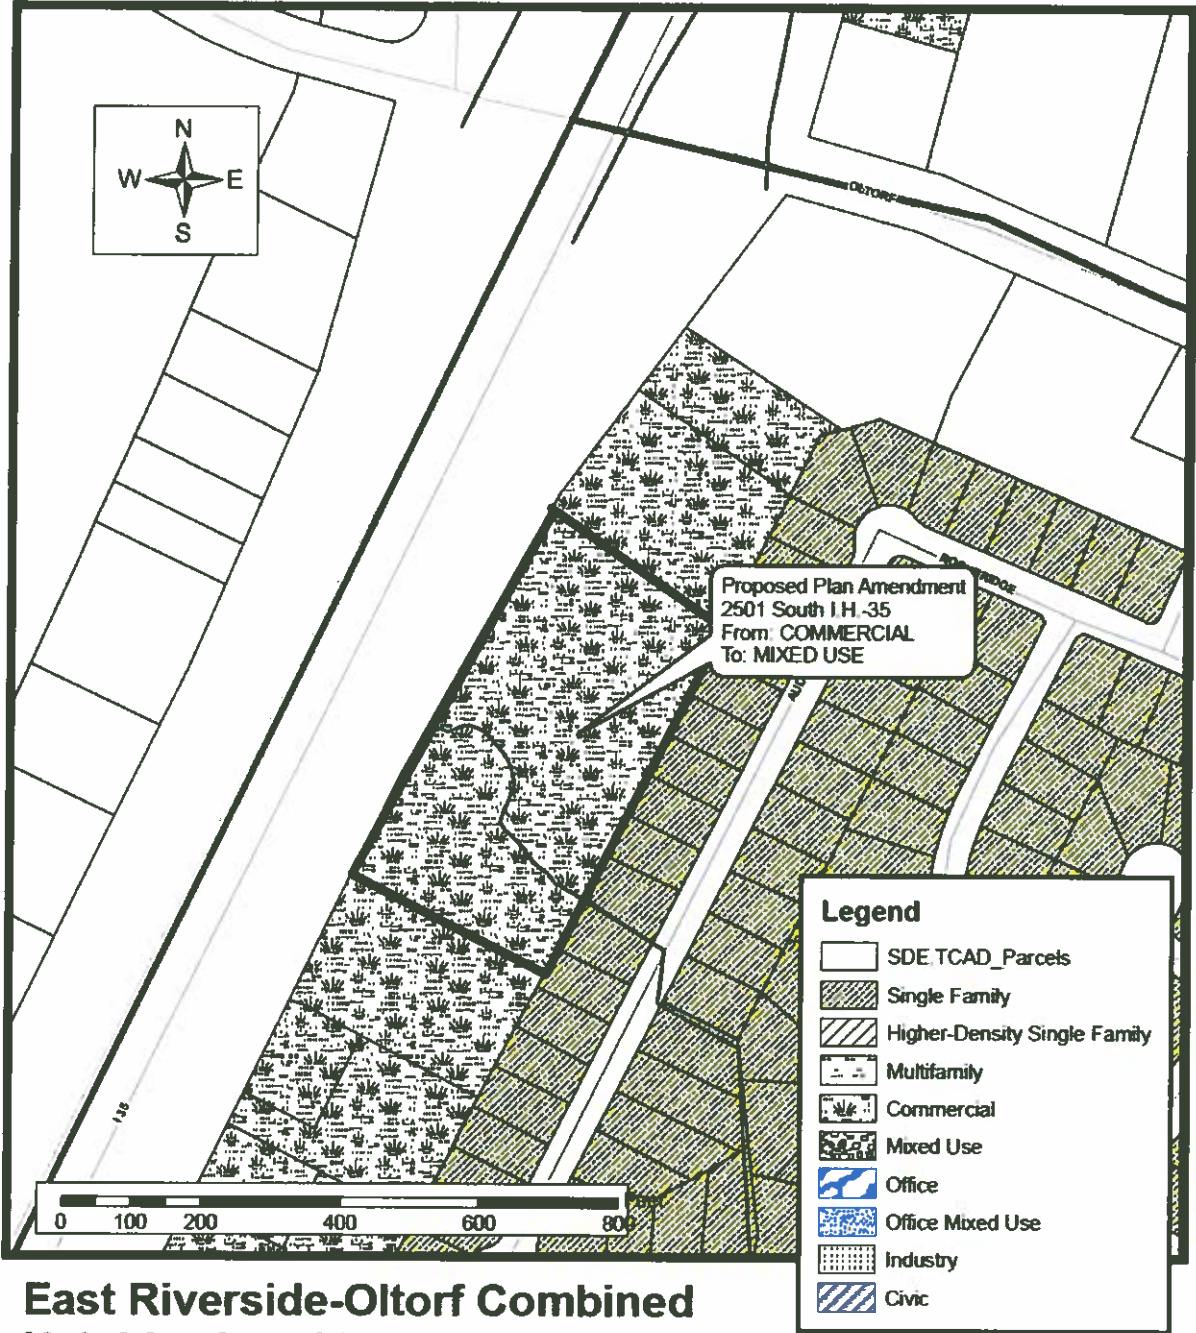 N
W E
S
OLTORF
Proposed Plan Amendment
2501 South I.H.-35
From: COMMERCIAL
To: MIXED USE
I 35
Legend
SDE.TCAD_Parcels
Single Family
Higher-Density Single Family
Multifamily
Commercial
Mixed Use
Office
Office Mixed Use
Industry
Civic
0 100 200 400 600 800
East Riverside-Oltorf Combined